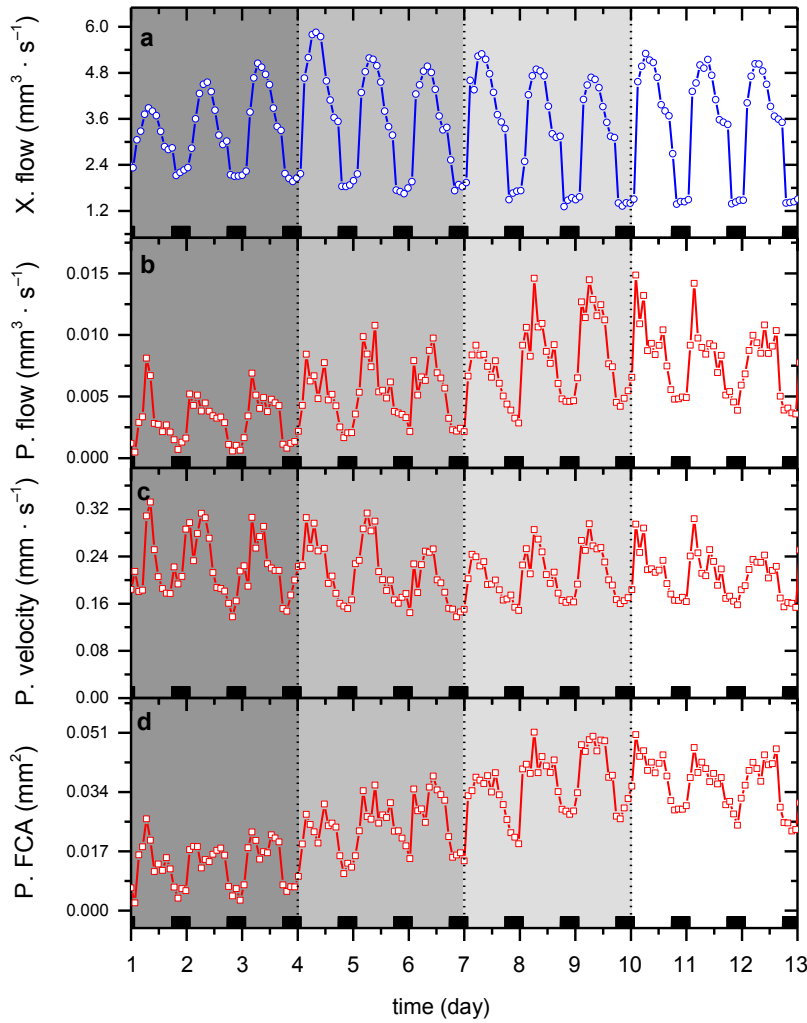 a
X. flow (mm³ · s⁻¹)
6.0
4.8
3.6
2.4
1.2
b
P. flow (mm³ · s⁻¹)
0.015
0.010
0.005
0.000
c
P. velocity (mm · s⁻¹)
0.32
0.24
0.16
0.08
0.00
d
P. FCA (mm²)
0.051
0.034
0.017
0.000
1 2 3 4 5 6 7 8 9 10 11 12 13
time (day)